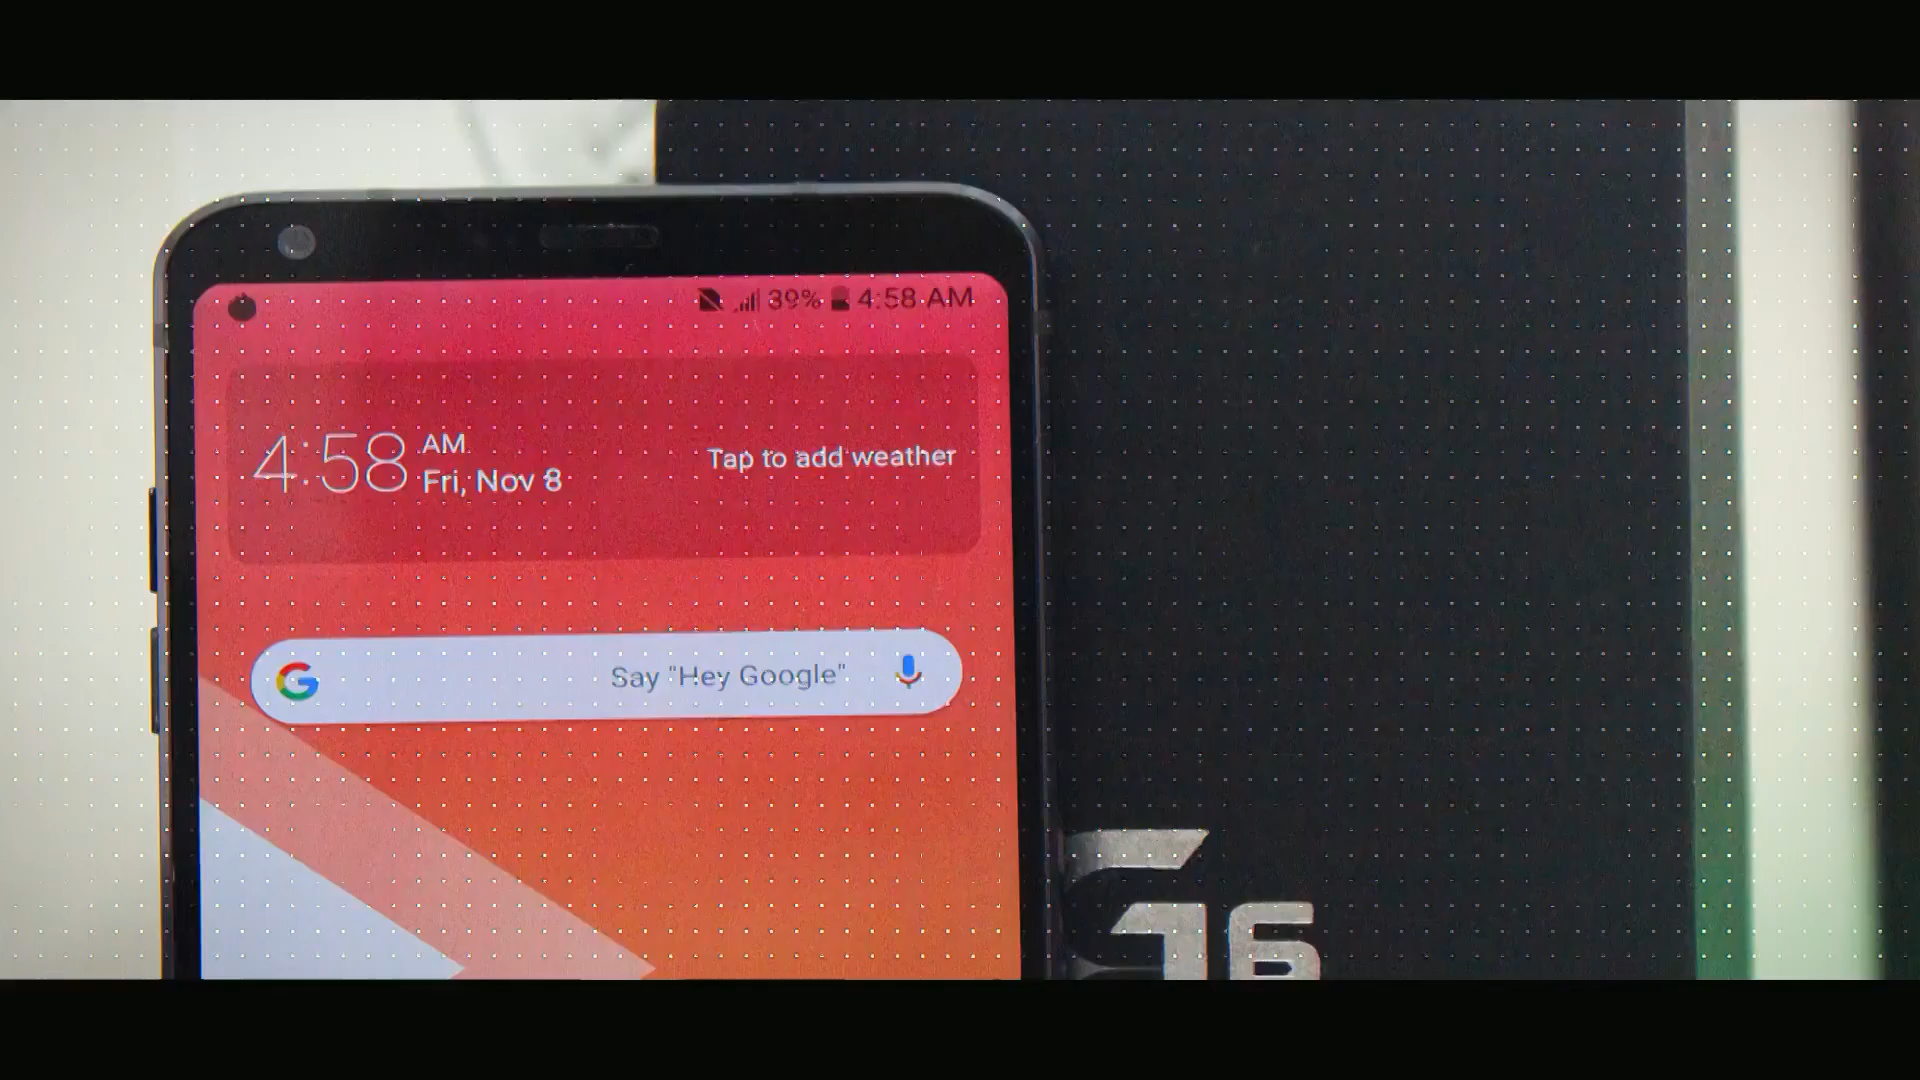 39% 4:58 AM
4:58 AM
Fri, Nov 8
Tap to add weather
Say "Hey Google"
G6